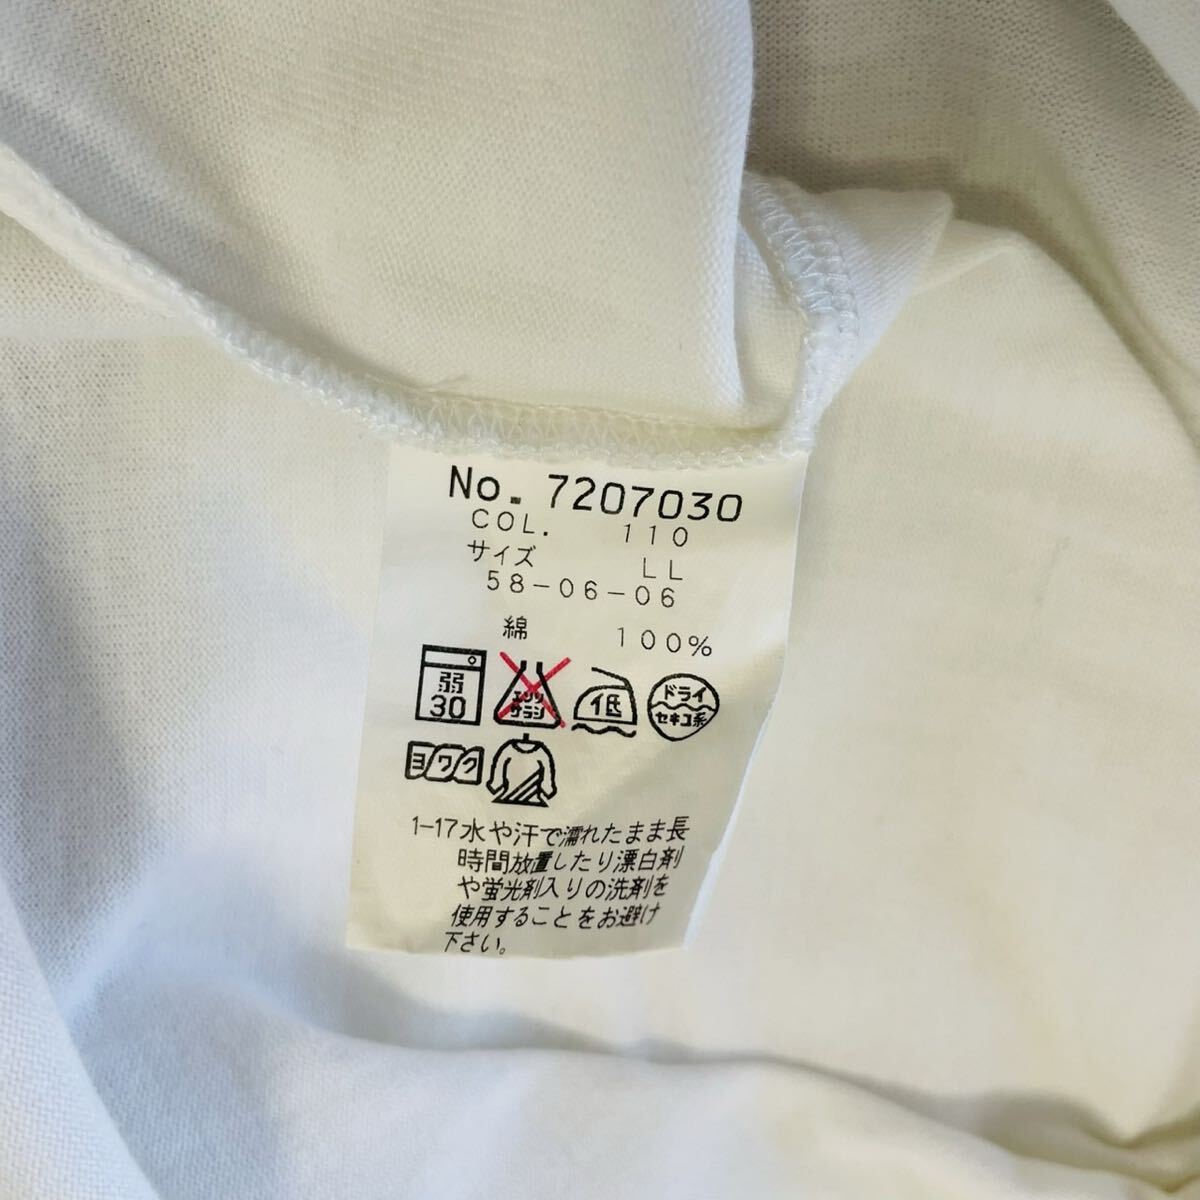 No. 7207030
COL. 110
サイズ LL
58-06-06
綿 100%
弱
30
エンソ
サラシ
低
ドライ
セキユ系
ヨワク
1-17水や汗で濡れたまま長
時間放置したり漂白剤
や蛍光剤入りの洗剤を
使用することをお避け
下さい。